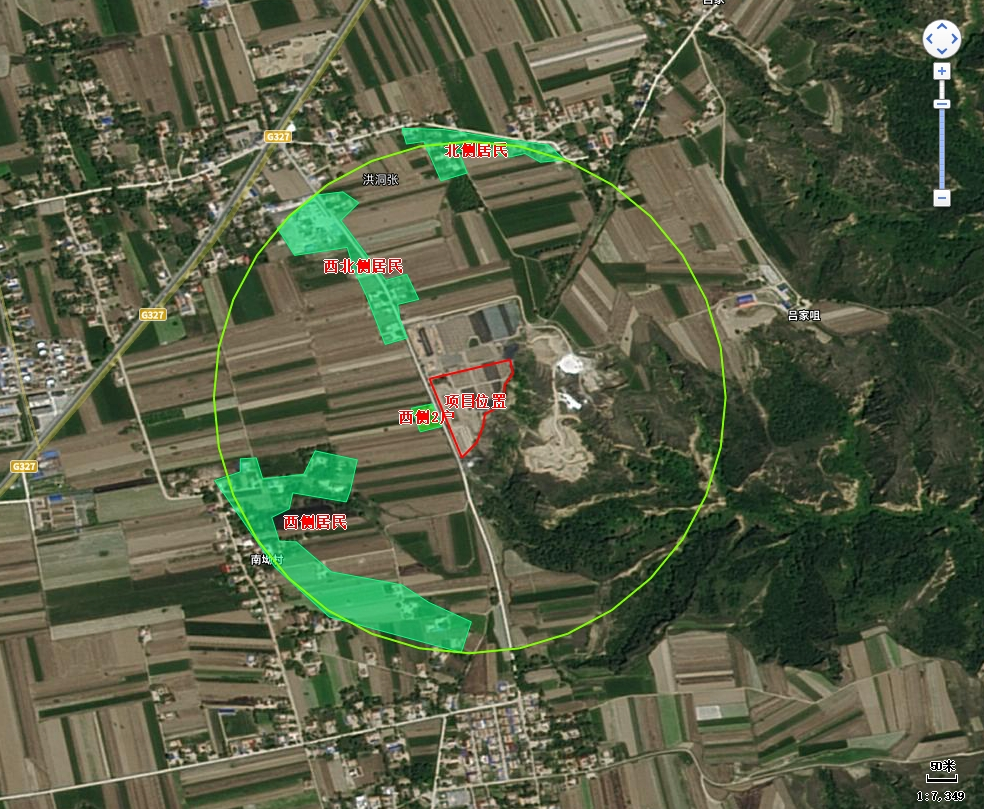 吕家
G327
北侧居民
洪洞张
西北侧居民
G327
吕家咀
项目位置
西侧2户
G327
西侧居民
南坳村
50米
1:7,349